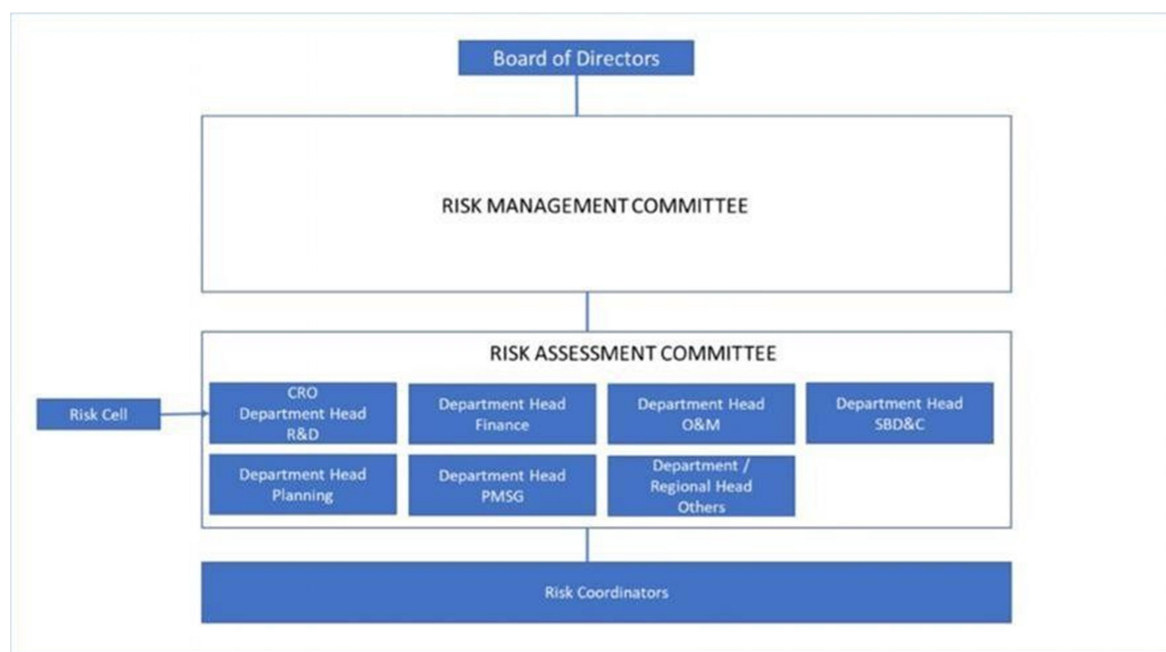 Board of Directors
RISK MANAGEMENT COMMITTEE
RISK ASSESSMENT COMMITTEE
Risk Cell
CRO
Department Head
R&D
Department Head
Finance
Department Head
O&M
Department Head
SBD&C
Department Head
Planning
Department Head
PMSG
Department /
Regional Head
Others
Risk Coordinators